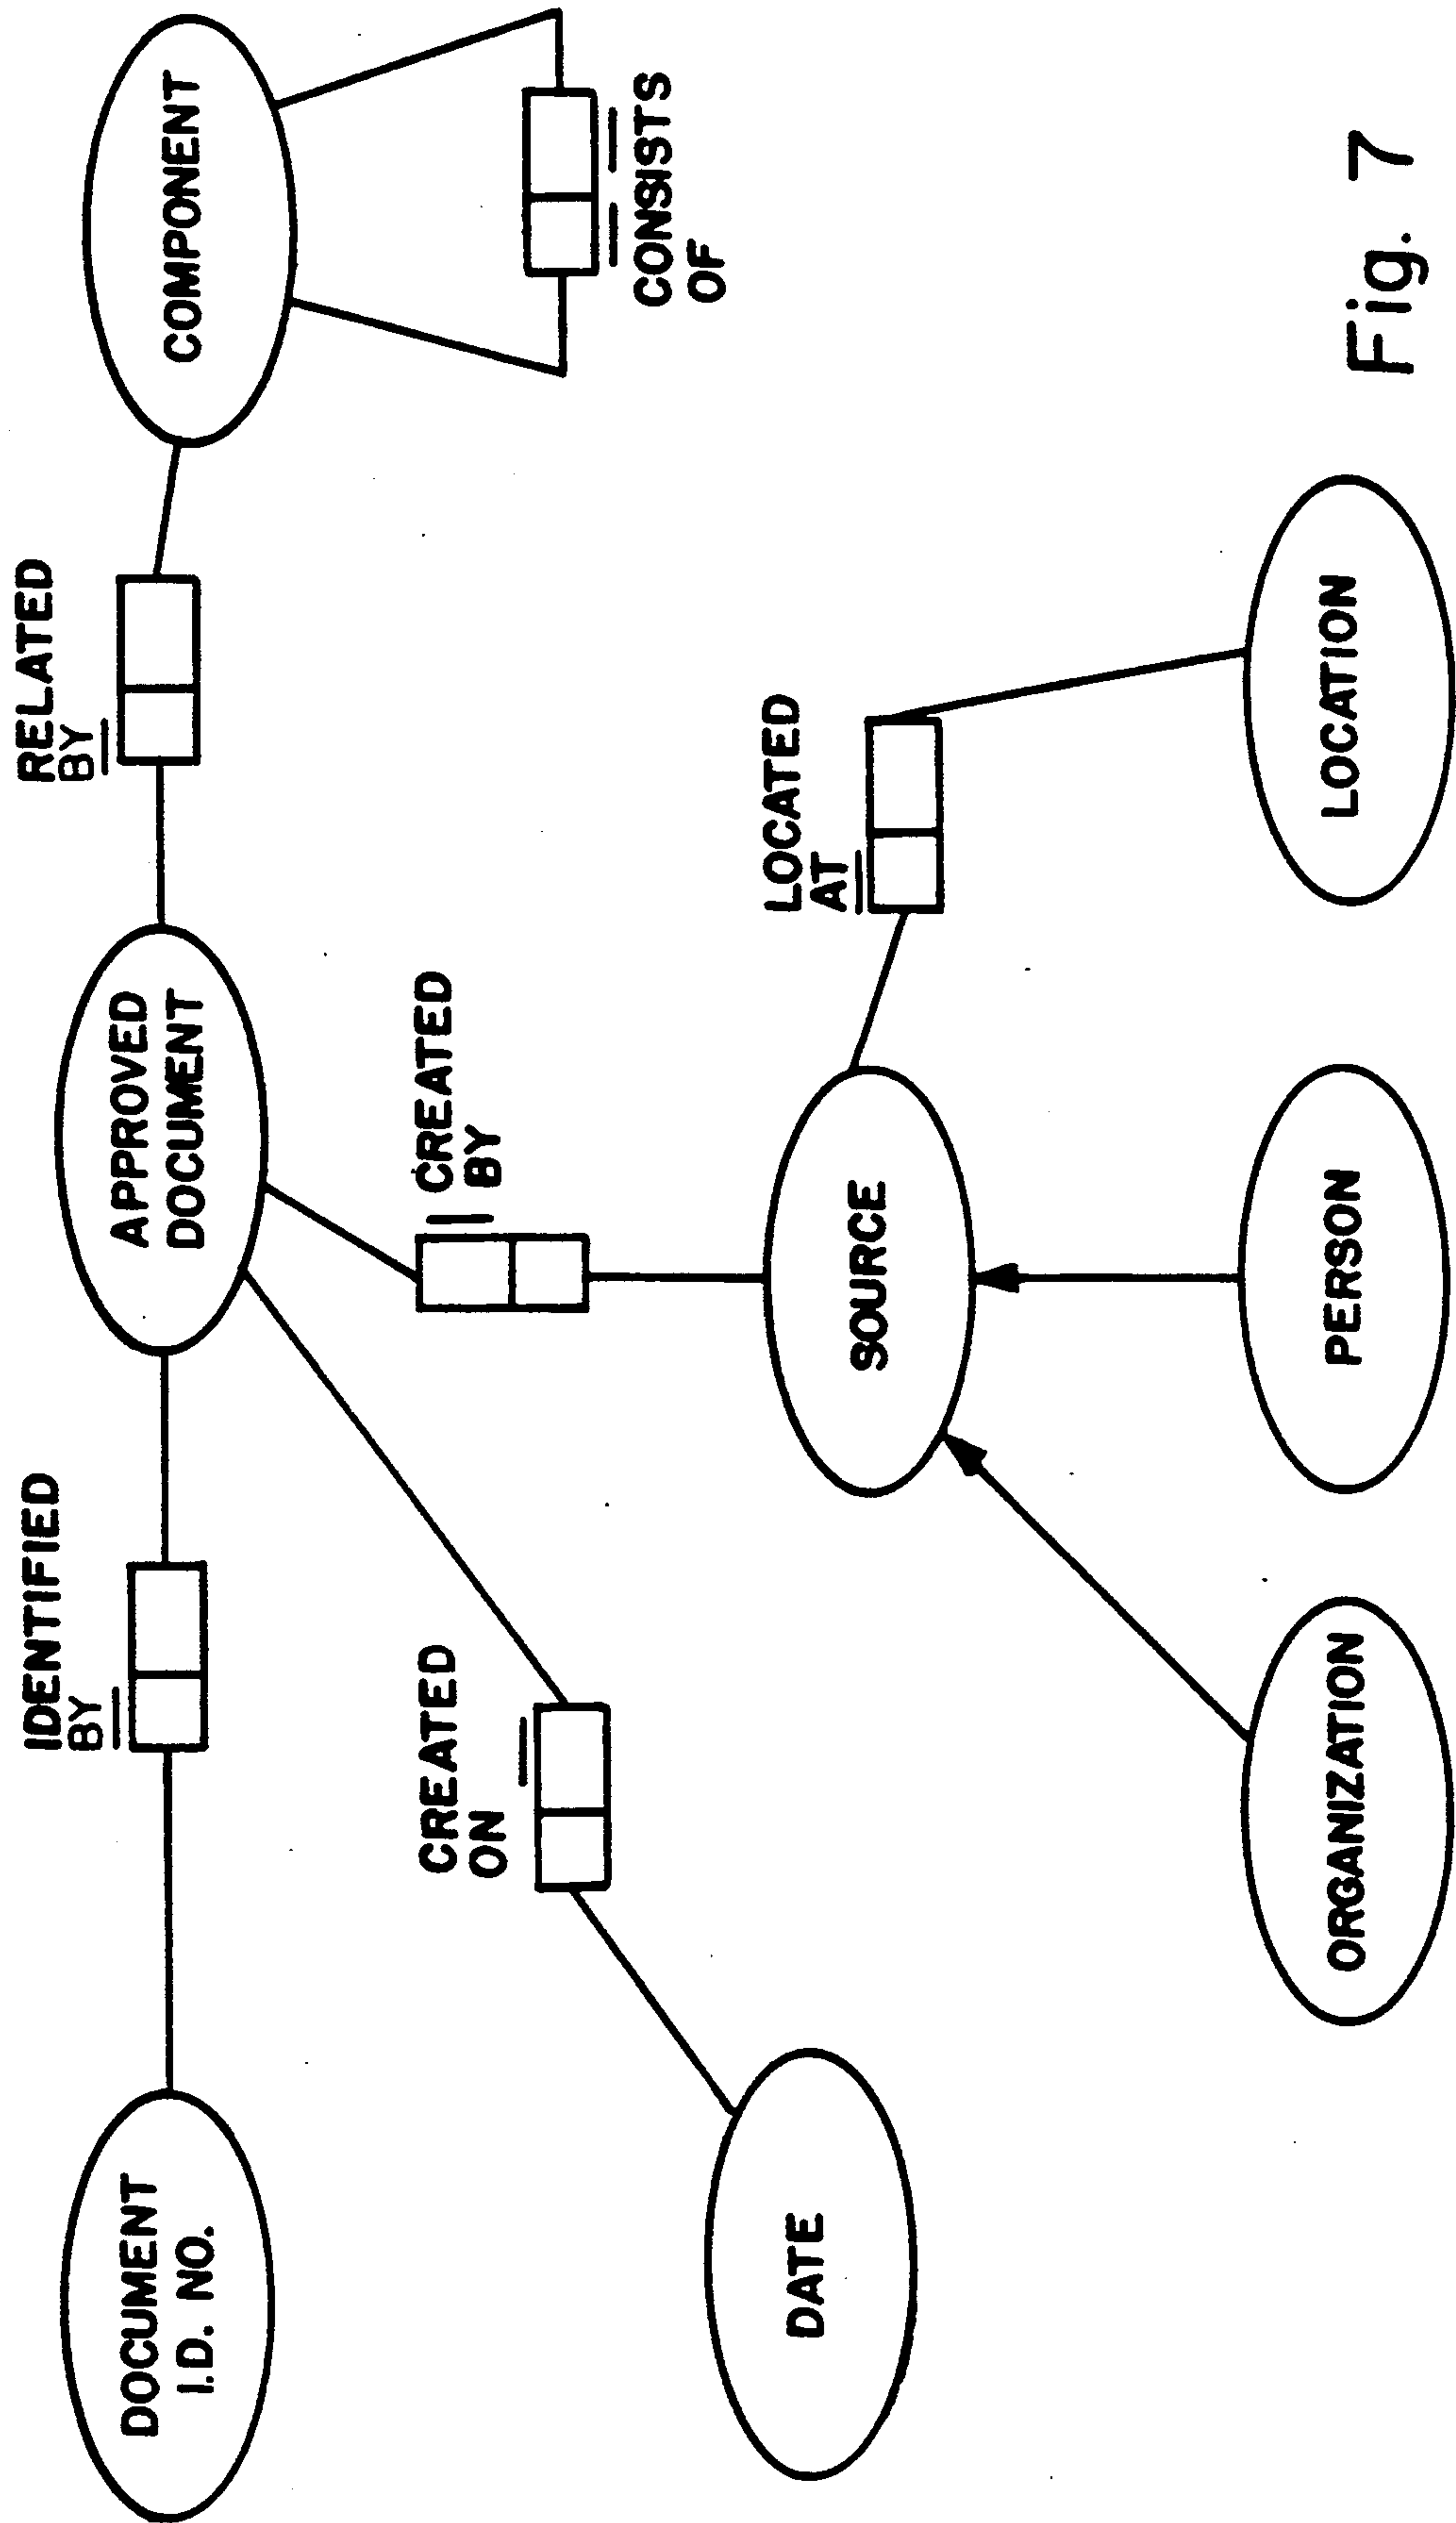 IDENTIFIED
BY
RELATED
BY
DOCUMENT
I.D. NO.
APPROVED
DOCUMENT
COMPONENT
CREATED
ON
CREATED
BY
CONSISTS
OF
DATE
SOURCE
LOCATED
AT
ORGANIZATION
PERSON
LOCATION
Fig. 7